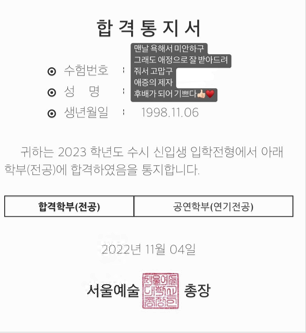 합격통지서
맨날 욕해서 미안하구
그래도 애정으로 잘 받아드려
줘서 고맙구
애증의 제자
후배가 되어 기쁘다👍🏻❤️
수험번호 :
성 명 :
생년월일 : 1998.11.06
귀하는 2023 학년도 수시 신입생 입학전형에서 아래
학부(전공)에 합격하였음을 통지합니다.
합격학부(전공) 공연학부(연기전공)
2022년 11월 04일
서울예술 총장